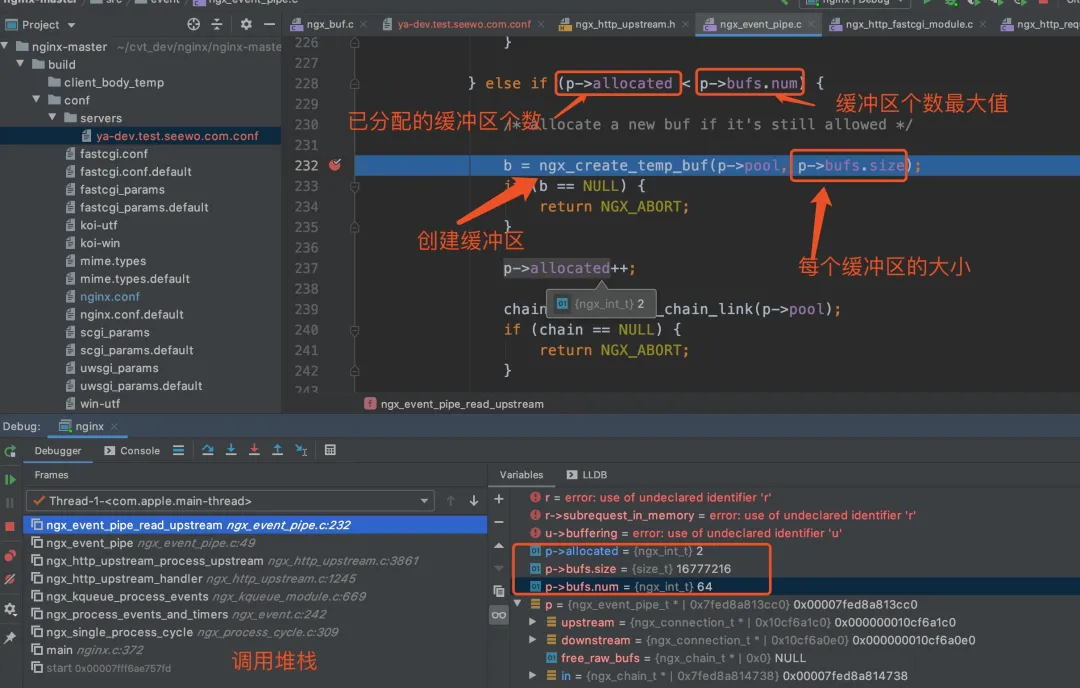 nginx-master
src
event
ngx_event_pipe.c
nginx | Debug
Project
ngx_buf.c
ya-dev.test.seewo.com.conf
ngx_http_upstream.h
ngx_event_pipe.c
ngx_http_fastcgi_module.c
ngx_http_req
nginx-master ~/cvt_dev/nginx/nginx-maste
build
client_body_temp
conf
servers
ya-dev.test.seewo.com.conf
fastcgi.conf
fastcgi.conf.default
fastcgi_params
fastcgi_params.default
koi-utf
koi-win
mime.types
mime.types.default
nginx.conf
nginx.conf.default
scgi_params
scgi_params.default
uwsgi_params
uwsgi_params.default
win-utf
226 }
227
228 } else if (p->allocated < p->bufs.num) {
229
已分配的缓冲区个数
缓冲区个数最大值
230 /* allocate a new buf if it's still allowed */
231
232 b = ngx_create_temp_buf(p->pool, p->bufs.size);
233 (b == NULL) {
234 return NGX_ABORT;
235 }
创建缓冲区
236
237 p->allocated++;
每个缓冲区的大小
238
{ngx_int_t} 2
239 chain _chain_link(p->pool);
240 if (chain == NULL) {
241 return NGX_ABORT;
242 }
243
ngx_event_pipe_read_upstream
Debug: nginx
Debugger Console
Frames
Thread-1-<com.apple.main-thread>
ngx_event_pipe_read_upstream ngx_event_pipe.c:232
ngx_event_pipe ngx_event_pipe.c:49
ngx_http_upstream_process_upstream ngx_http_upstream.c:3861
ngx_http_upstream_handler ngx_http_upstream.c:1245
ngx_kqueue_process_events ngx_kqueue_module.c:669
ngx_process_events_and_timers ngx_event.c:242
ngx_single_process_cycle ngx_process_cycle.c:309
main nginx.c:372
start 0x00007fff6ae757fd
调用堆栈
Variables LLDB
r = error: use of undeclared identifier 'r'
r->subrequest_in_memory = error: use of undeclared identifier 'r'
u->buffering = error: use of undeclared identifier 'u'
p->allocated = {ngx_int_t} 2
p->bufs.size = {size_t} 16777216
p->bufs.num = {ngx_int_t} 64
p = {ngx_event_pipe_t * | 0x7fed8a813cc0} 0x00007fed8a813cc0
upstream = {ngx_connection_t * | 0x10cf6a1c0} 0x000000010cf6a1c0
downstream = {ngx_connection_t * | 0x10cf6a0e0} 0x000000010cf6a0e0
free_raw_bufs = {ngx_chain_t * | 0x0} NULL
in = {ngx_chain_t * | 0x7fed8a814738} 0x00007fed8a814738